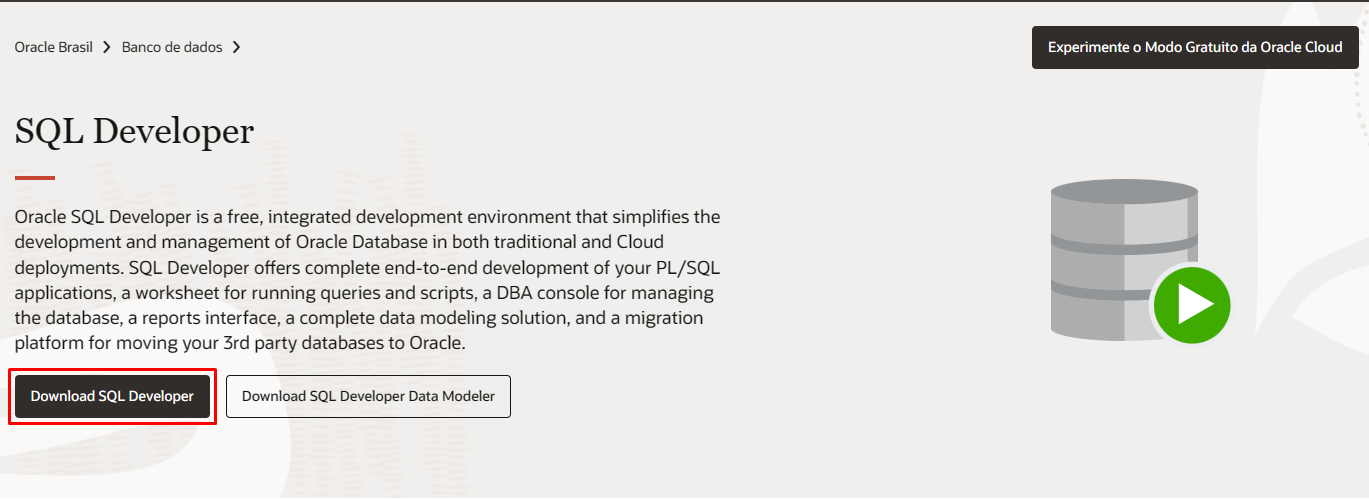 Oracle Brasil > Banco de dados >
Experimente o Modo Gratuito da Oracle Cloud
SQL Developer
Oracle SQL Developer is a free, integrated development environment that simplifies the
development and management of Oracle Database in both traditional and Cloud
deployments. SQL Developer offers complete end-to-end development of your PL/SQL
applications, a worksheet for running queries and scripts, a DBA console for managing
the database, a reports interface, a complete data modeling solution, and a migration
platform for moving your 3rd party databases to Oracle.
Download SQL Developer
Download SQL Developer Data Modeler